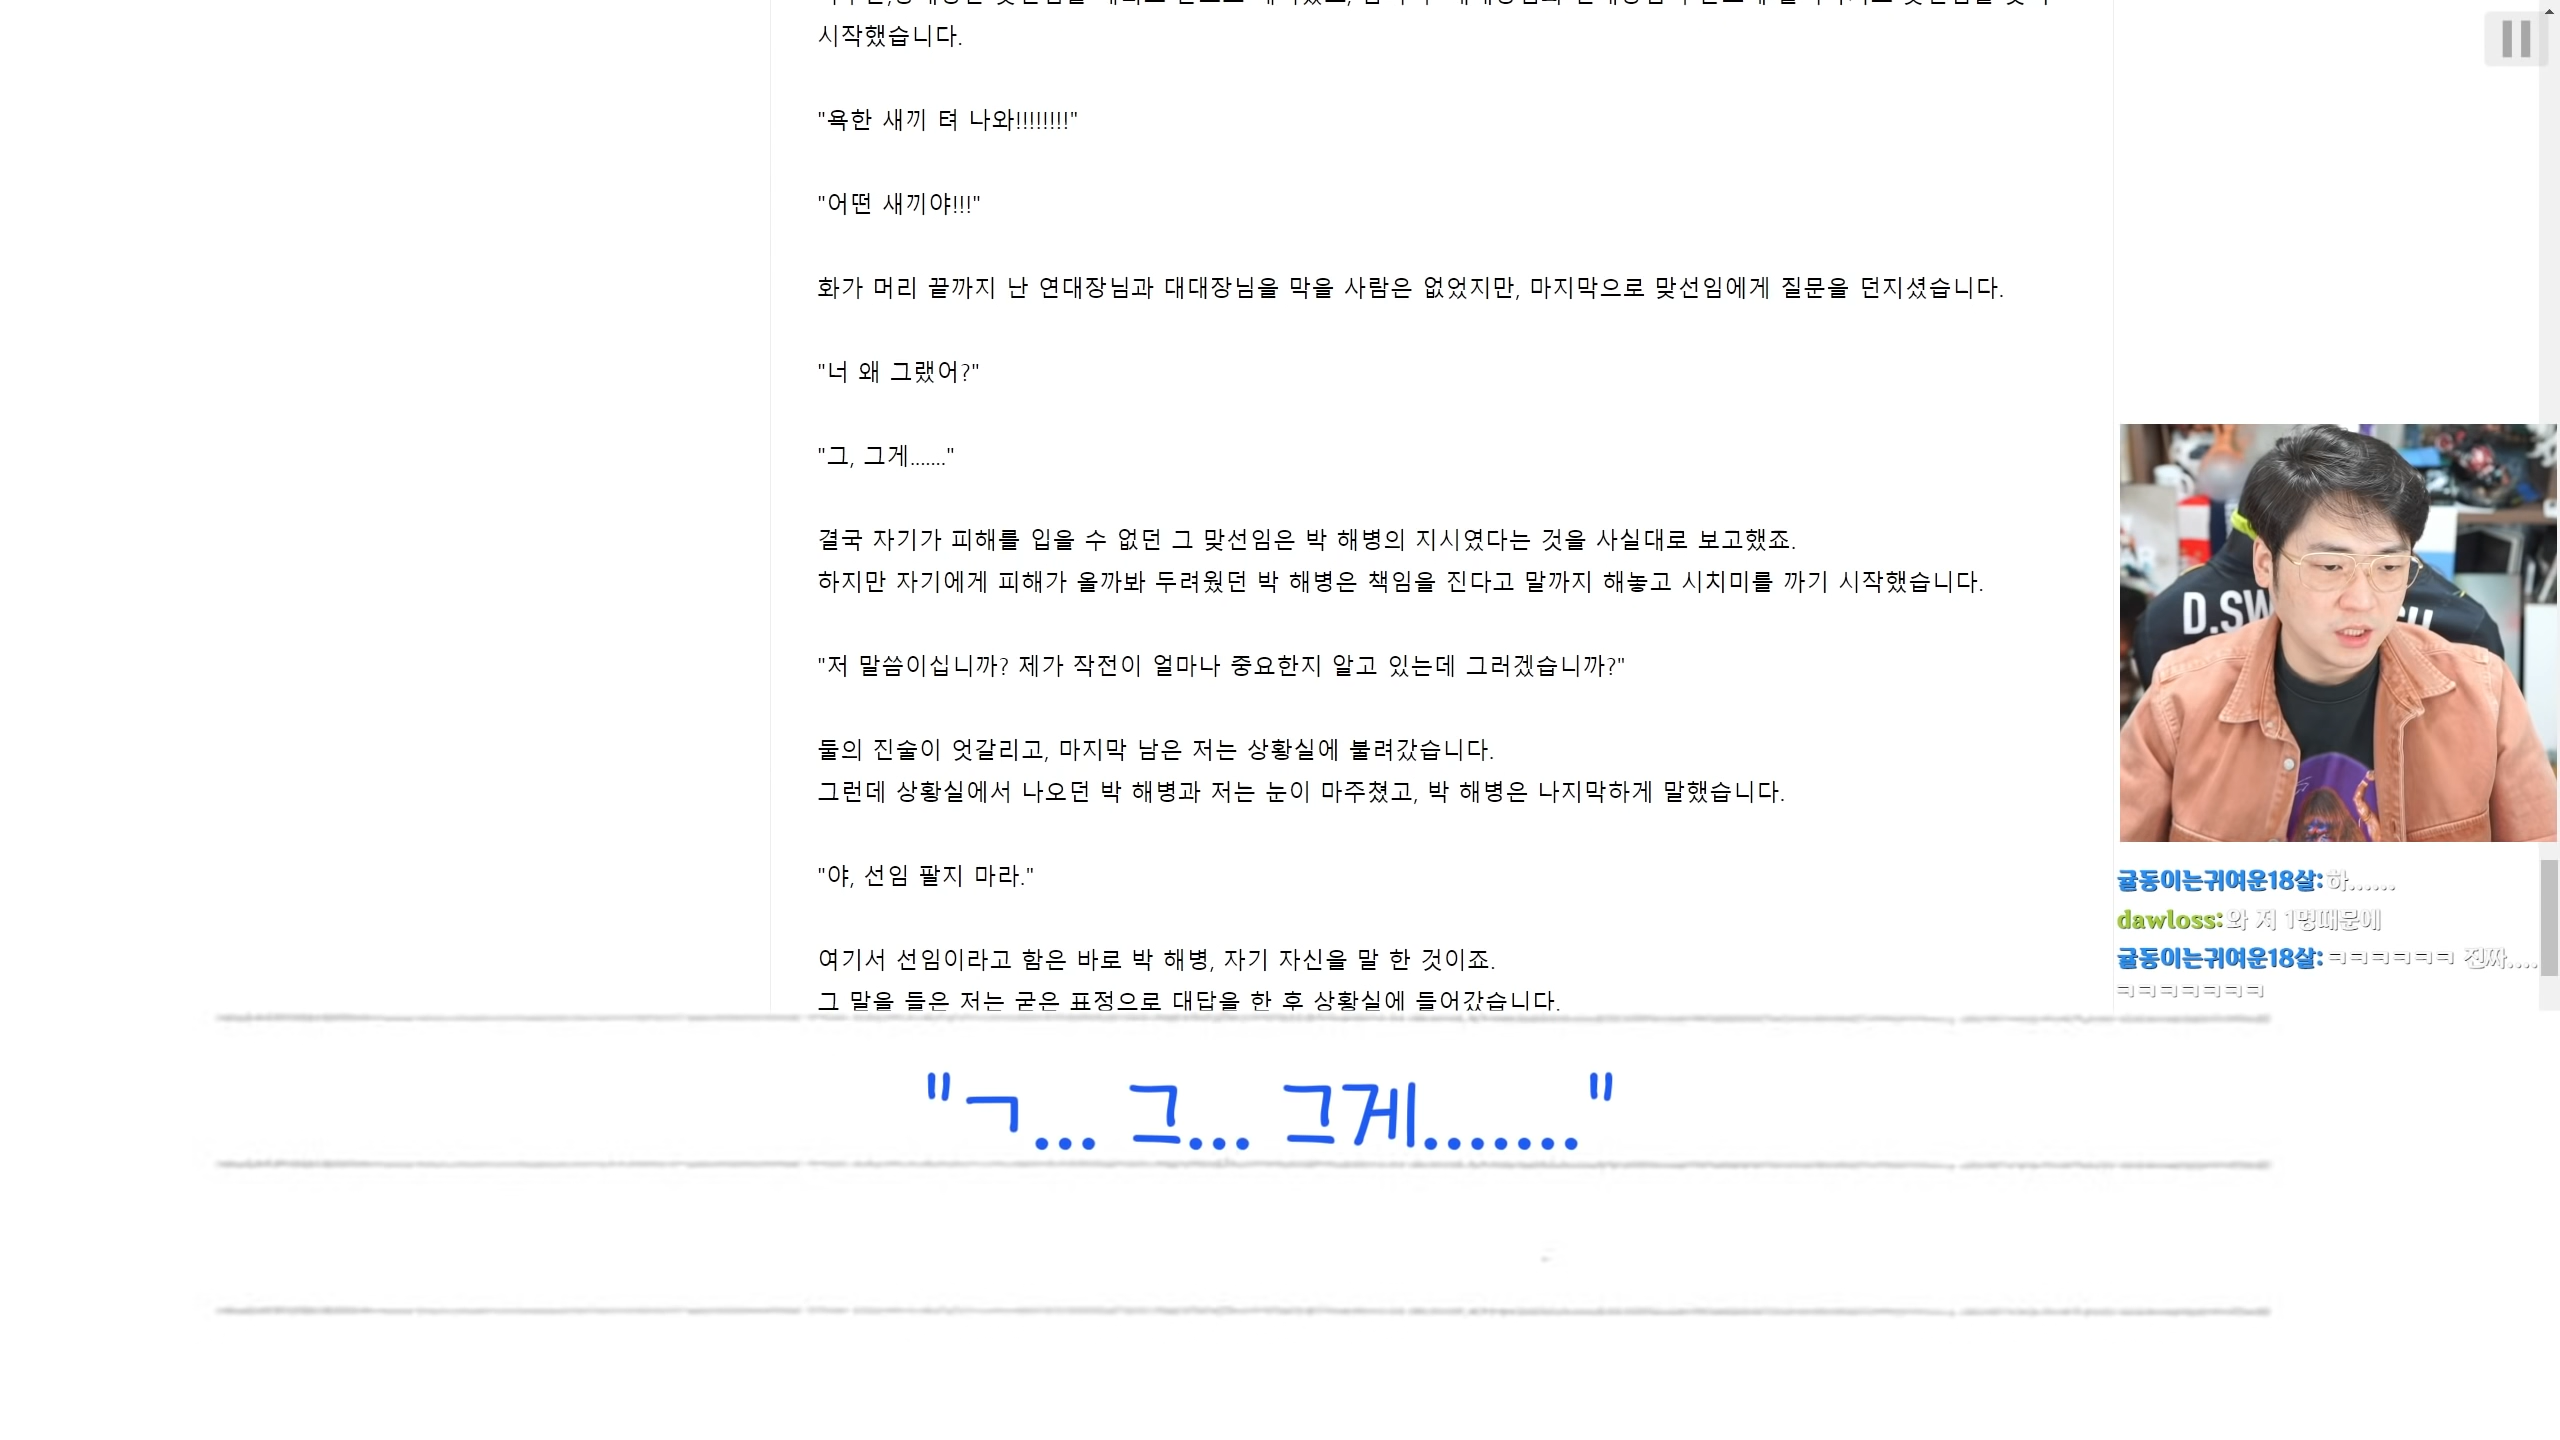 시작했습니다.
"욕한 새끼 텨 나와!!!!!!!!"
"어떤 새끼야!!!"
화가 머리 끝까지 난 연대장님과 대대장님을 막을 사람은 없었지만, 마지막으로 맞선임에게 질문을 던지셨습니다.
"너 왜 그랬어?"
"그, 그게......."
결국 자기가 피해를 입을 수 없던 그 맞선임은 박 해병의 지시였다는 것을 사실대로 보고했죠.
하지만 자기에게 피해가 올까봐 두려웠던 박 해병은 책임을 진다고 말까지 해놓고 시치미를 까기 시작했습니다.
"저 말씀이십니까? 제가 작전이 얼마나 중요한지 알고 있는데 그러겠습니까?"
둘의 진술이 엇갈리고, 마지막 남은 저는 상황실에 불려갔습니다.
그런데 상황실에서 나오던 박 해병과 저는 눈이 마주쳤고, 박 해병은 나지막하게 말했습니다.
"야, 선임 팔지 마라."
여기서 선임이라고 함은 바로 박 해병, 자기 자신을 말 한 것이죠.
그 말을 들은 저는 굳은 표정으로 대답을 한 후 상황실에 들어갔습니다.
D.SW
귤동이는귀여운18살:하......
dawloss:와 저 1명때문에
귤동이는귀여운18살:ㅋㅋㅋㅋㅋㅋ 진짜....
ㅋㅋㅋㅋㅋㅋㅋ
"ㄱ... 그... 그게......."